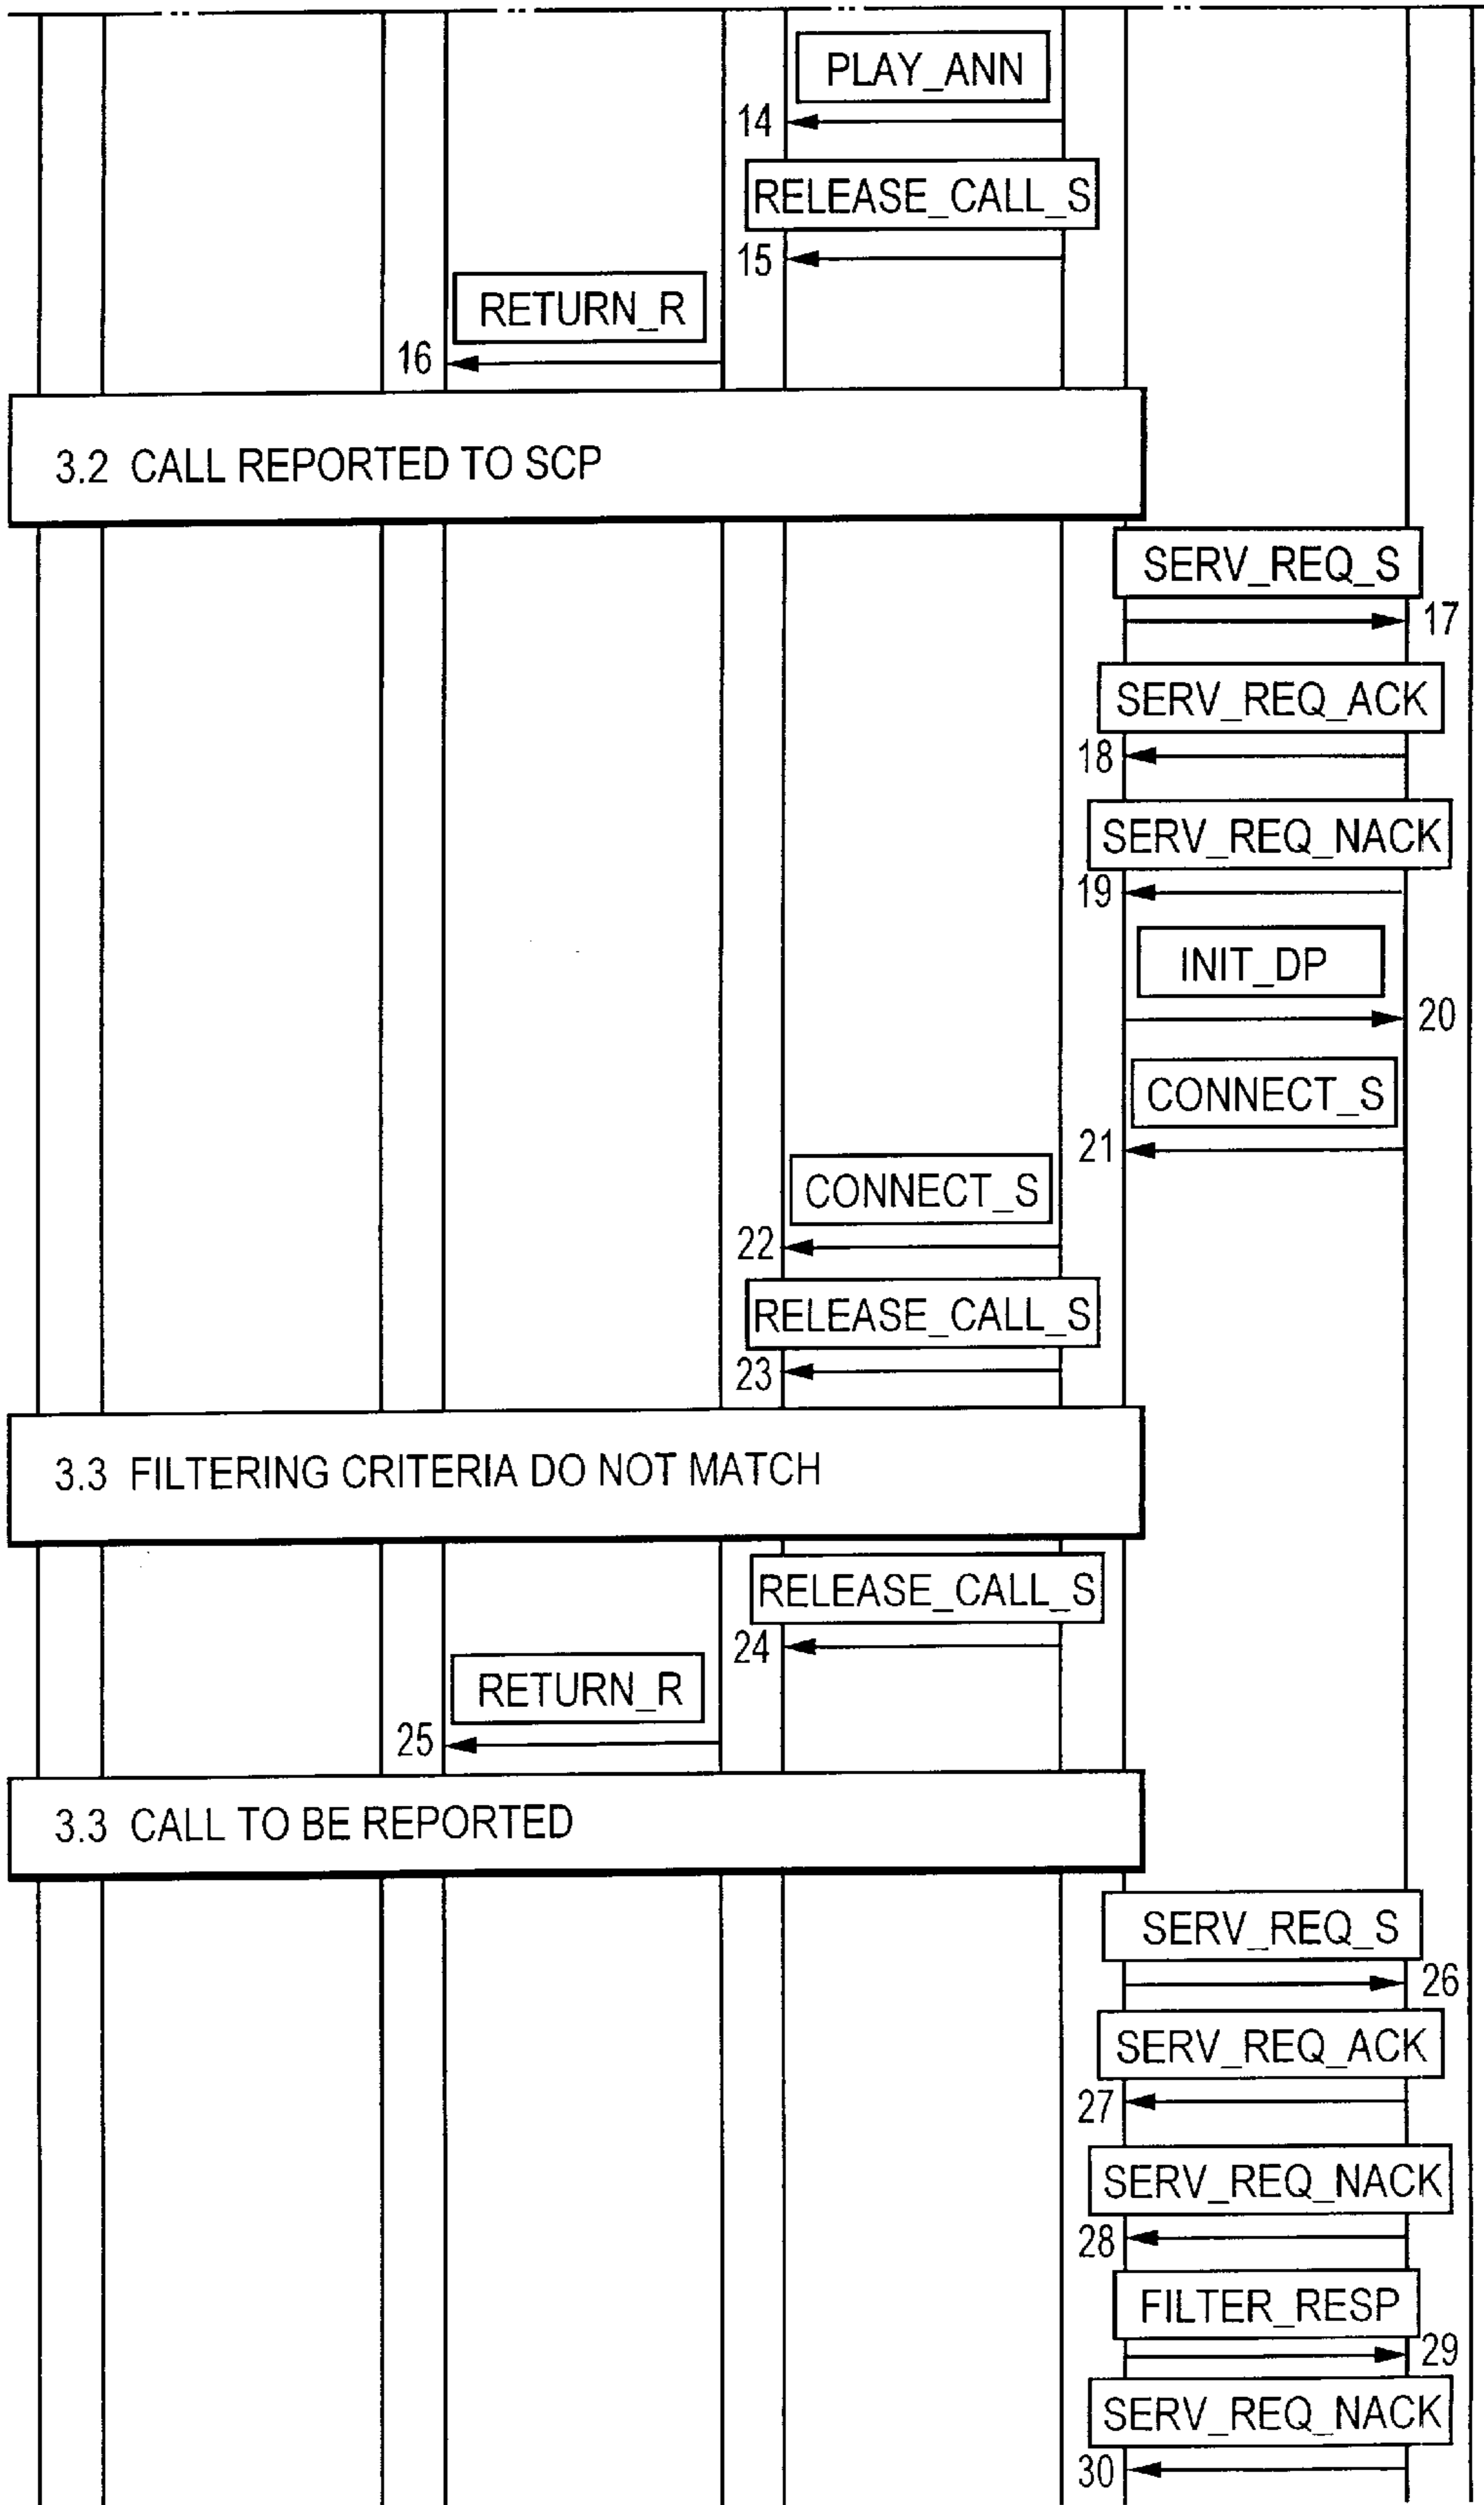 PLAY_ANN
14
RELEASE_CALL_S
15
RETURN_R
16
3.2 CALL REPORTED TO SCP
SERV_REQ_S
17
SERV_REQ_ACK
18
SERV_REQ_NACK
19
INIT_DP
20
CONNECT_S
21
CONNECT_S
22
RELEASE_CALL_S
23
3.3 FILTERING CRITERIA DO NOT MATCH
RELEASE_CALL_S
24
RETURN_R
25
3.3 CALL TO BE REPORTED
SERV_REQ_S
26
SERV_REQ_ACK
27
SERV_REQ_NACK
28
FILTER_RESP
29
SERV_REQ_NACK
30